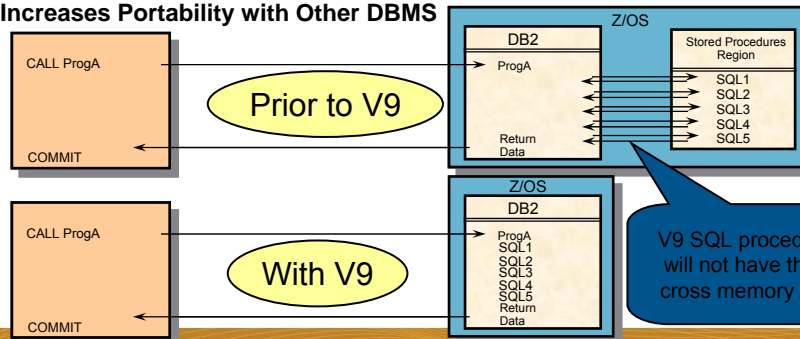 Increases Portability with Other DBMS
Z/OS
CALL ProgA
COMMIT
Prior to V9
DB2
ProgA
Return
Data
Stored Procedures
Region
SQL1
SQL2
SQL3
SQL4
SQL5
Z/OS
CALL ProgA
COMMIT
With V9
DB2
ProgA
SQL1
SQL2
SQL3
SQL4
SQL5
Return
Data
V9 SQL
will not have
cross memory